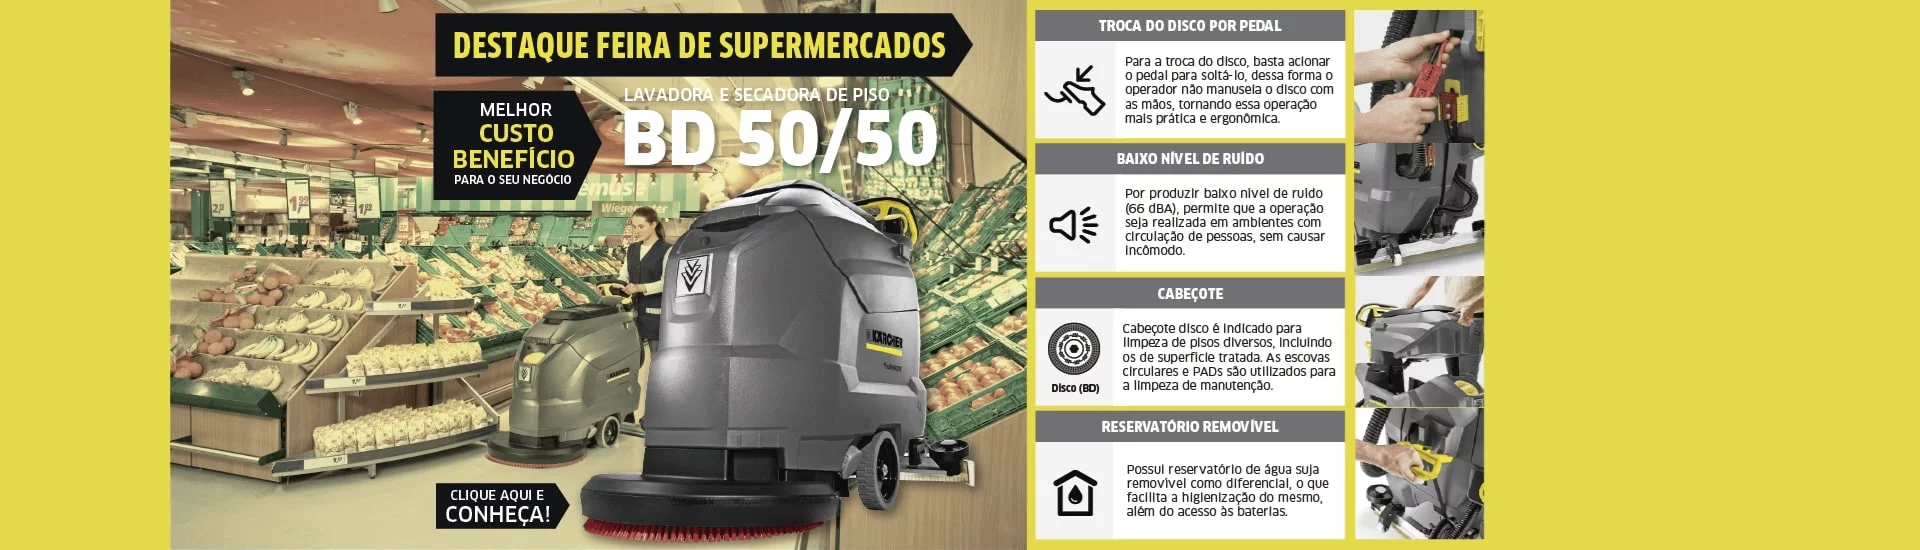 DESTAQUE FEIRA DE SUPERMERCADOS
MELHOR
CUSTO
BENEFÍCIO
PARA O SEU NEGÓCIO
LAVADORA E SECADORA DE PISO
BD 50/50
KARCHER
KARCHER
CLIQUE AQUI E
CONHEÇA!
TROCA DO DISCO POR PEDAL
Para a troca do disco, basta acionar
o pedal para soltá-lo, dessa forma o
operador não manuseia o disco com
as mãos, tornando essa operação
mais prática e ergonômica.
BAIXO NÍVEL DE RUÍDO
Por produzir baixo nível de ruído
(66 dBA), permite que a operação
seja realizada em ambientes com
circulação de pessoas, sem causar
incômodo.
CABEÇOTE
Disco (BD)
Cabeçote disco é indicado para
limpeza de pisos diversos, incluindo
os de superfície tratada. As escovas
circulares e PADs são utilizados para
a limpeza de manutenção.
RESERVATÓRIO REMOVÍVEL
Possui reservatório de água suja
removível como diferencial, o que
facilita a higienização do mesmo,
além do acesso às baterias.